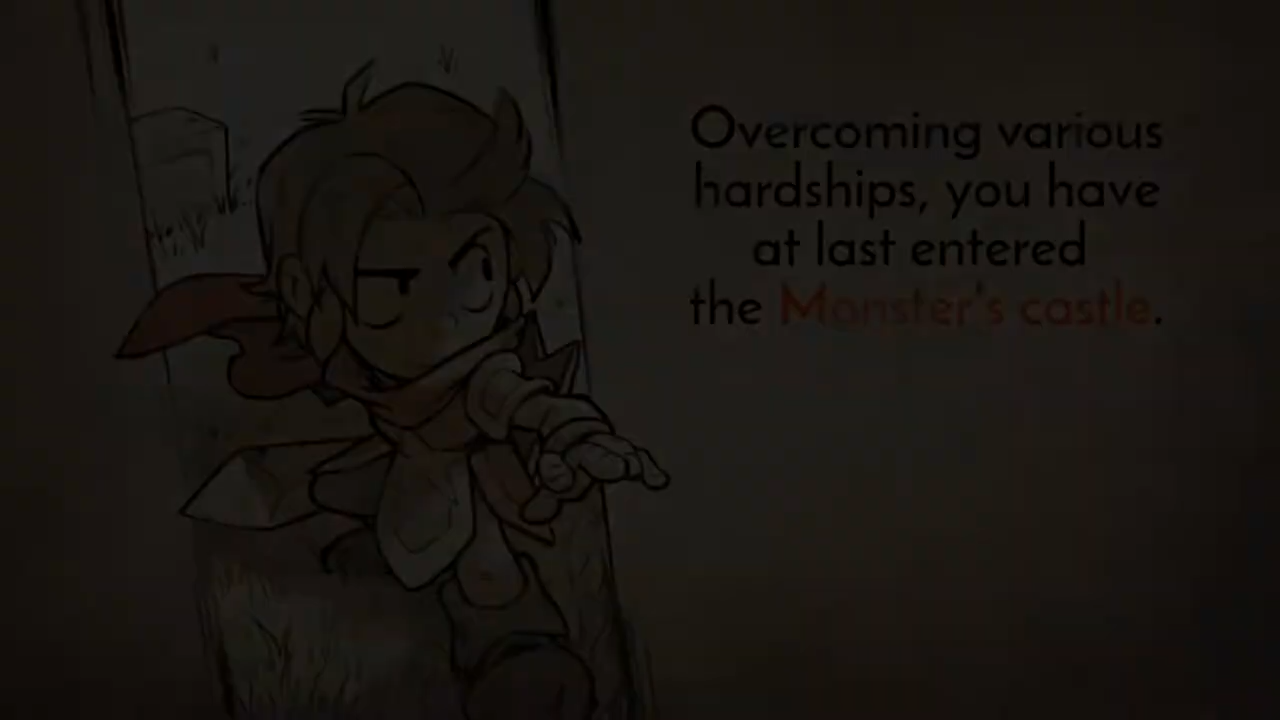 Overcoming various
hardships, you have
at last entered
the Monster's castle.